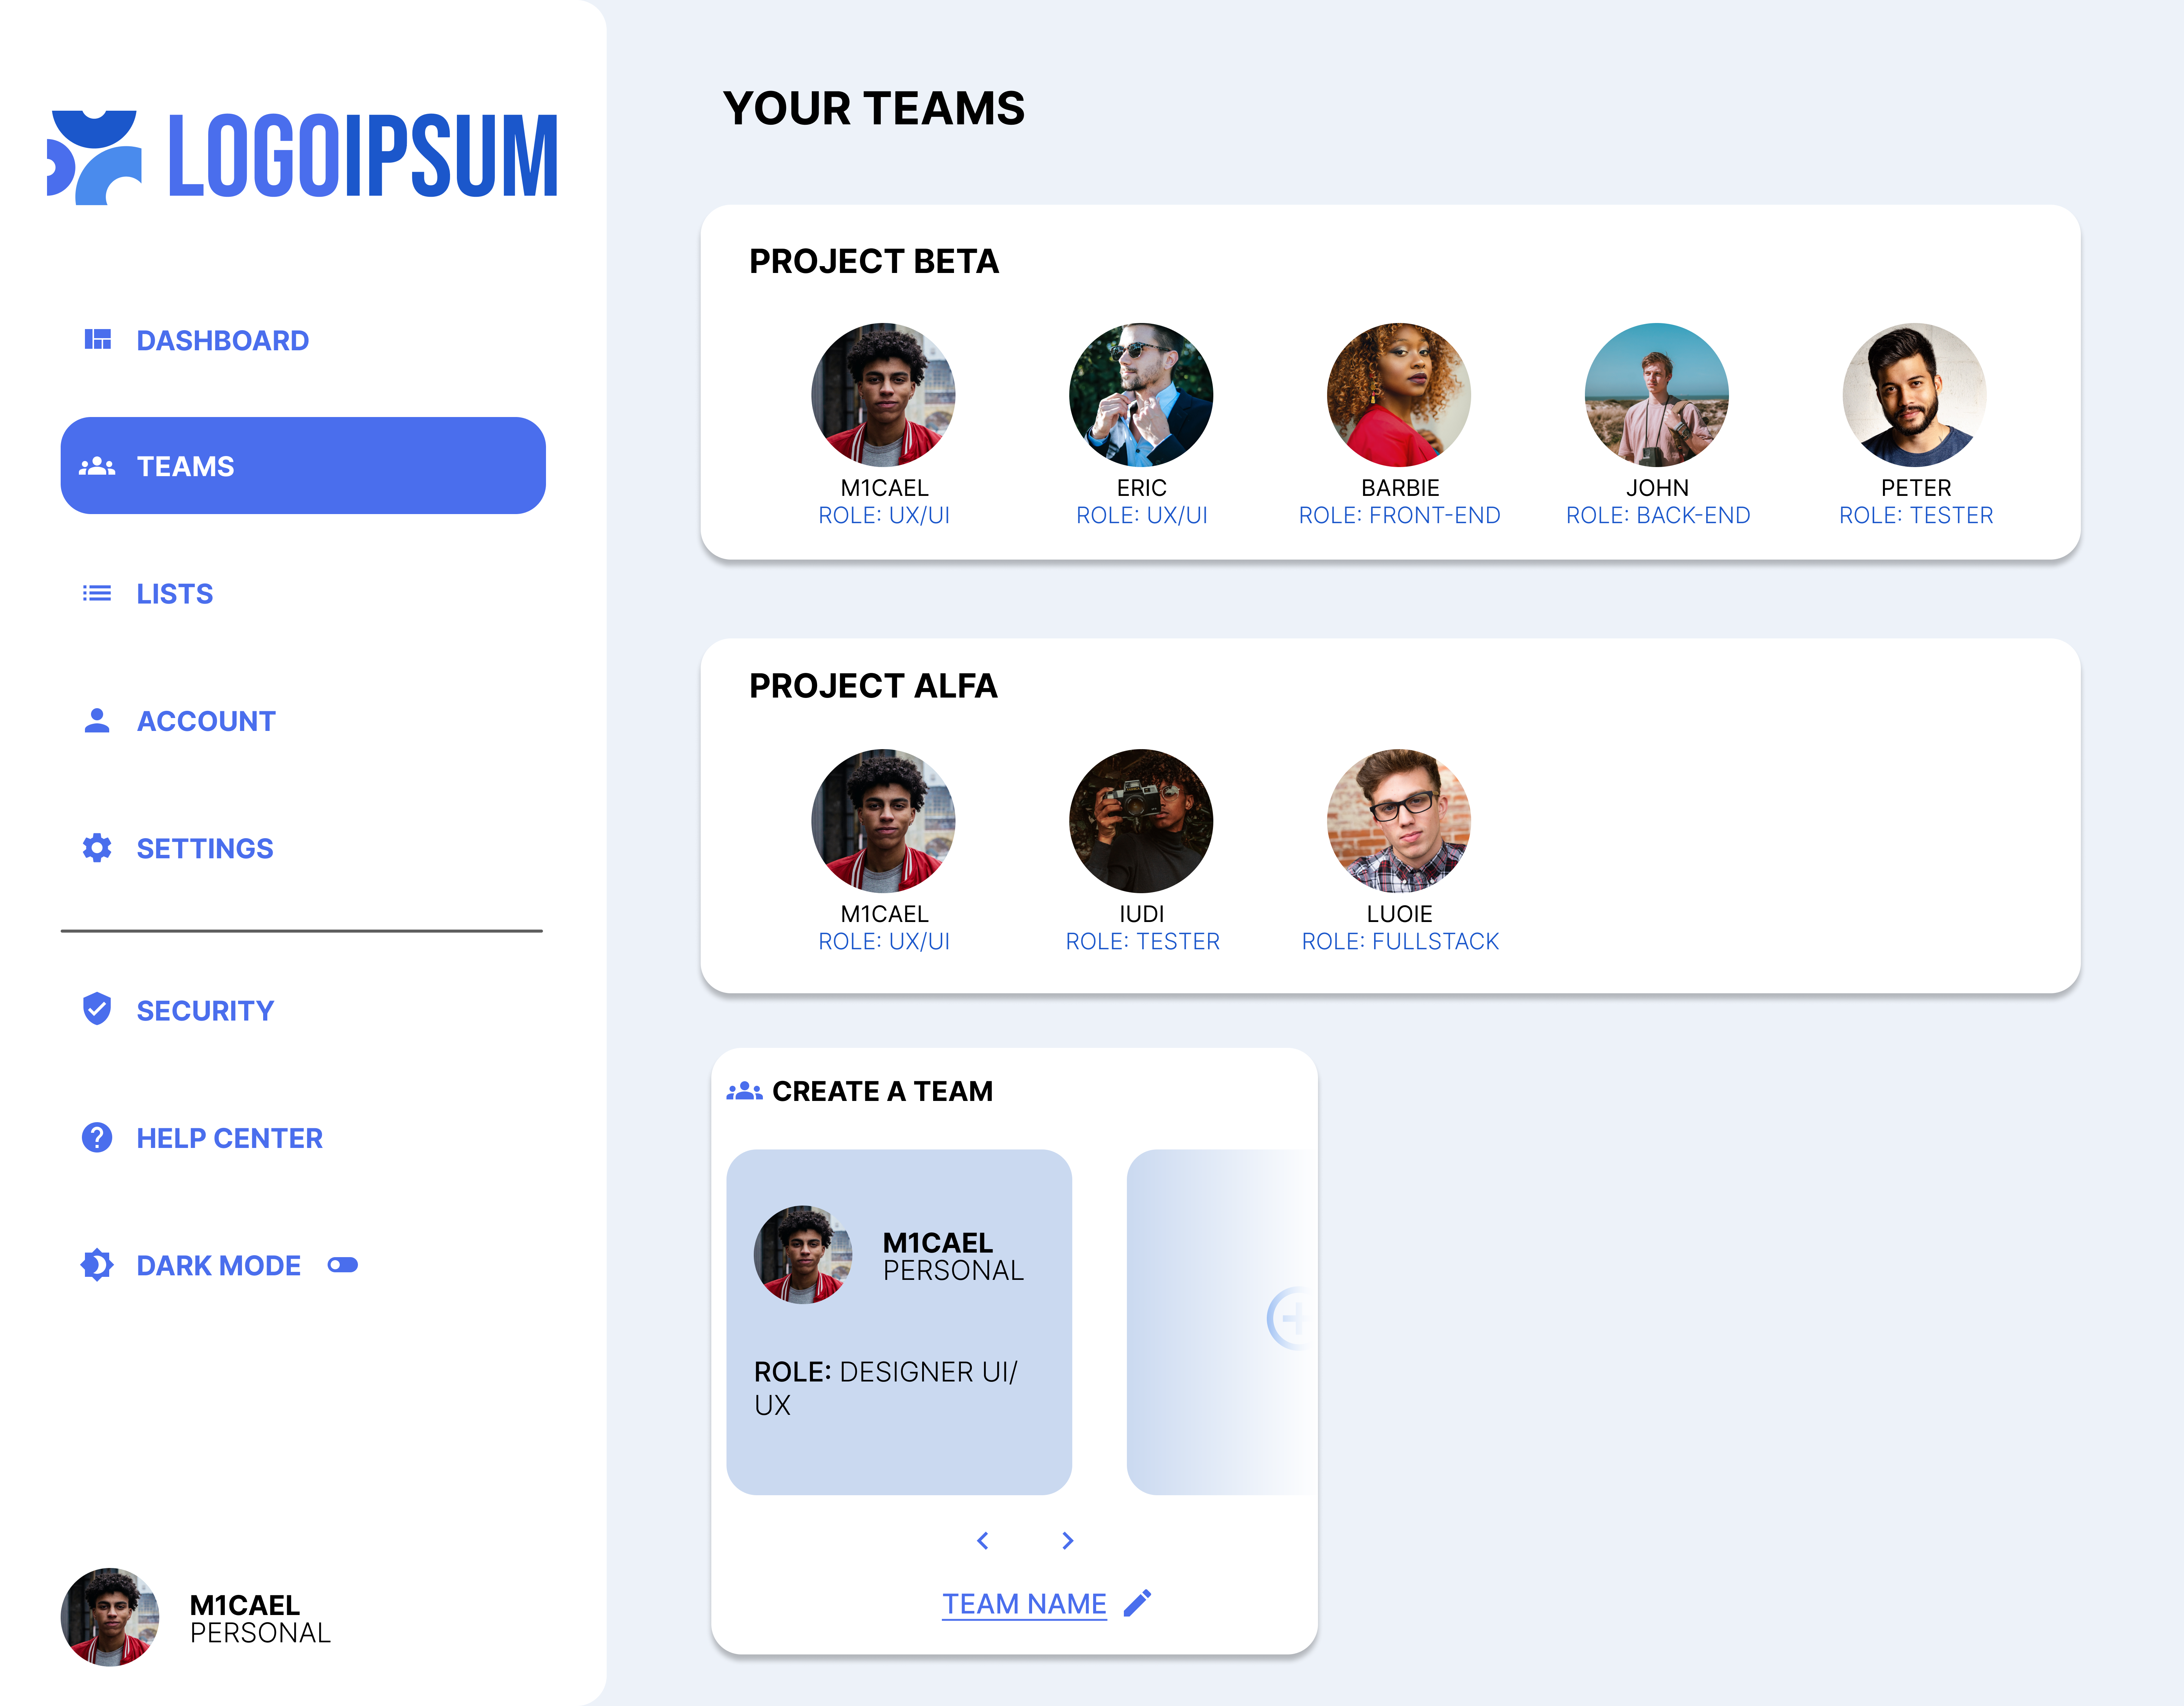 LOGOIPSUM
DASHBOARD
TEAMS
LISTS
ACCOUNT
SETTINGS
SECURITY
HELP CENTER
DARK MODE
M1CAEL
PERSONAL
YOUR TEAMS
PROJECT BETA
M1CAEL
ROLE: UX/UI
ERIC
ROLE: UX/UI
BARBIE
ROLE: FRONT-END
JOHN
ROLE: BACK-END
PETER
ROLE: TESTER
PROJECT ALFA
M1CAEL
ROLE: UX/UI
IUDI
ROLE: TESTER
LUOIE
ROLE: FULLSTACK
CREATE A TEAM
M1CAEL
PERSONAL
ROLE: DESIGNER UI/
UX
TEAM NAME